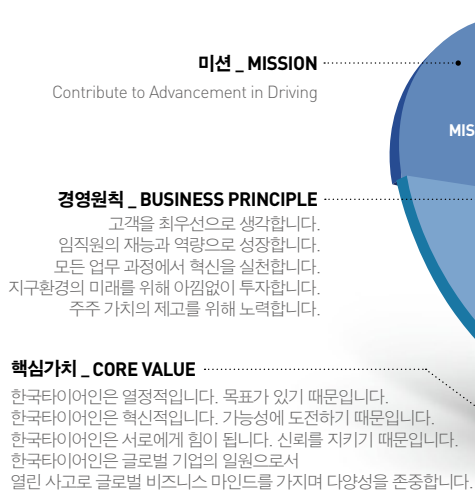 미션 _ MISSION
Contribute to Advancement in Driving
MIS
경영원칙 _ BUSINESS PRINCIPLE
고객을 최우선으로 생각합니다.
임직원의 재능과 역량으로 성장합니다.
모든 업무 과정에서 혁신을 실천합니다.
지구환경의 미래를 위해 아낌없이 투자합니다.
주주 가치의 제고를 위해 노력합니다.
핵심가치 _ CORE VALUE
한국타이어인은 열정적입니다. 목표가 있기 때문입니다.
한국타이어인은 혁신적입니다. 가능성에 도전하기 때문입니다.
한국타이어인은 서로에게 힘이 됩니다. 신뢰를 지키기 때문입니다.
한국타이어인은 글로벌 기업의 일원으로서
열린 사고로 글로벌 비즈니스 마인드를 가지며 다양성을 존중합니다.